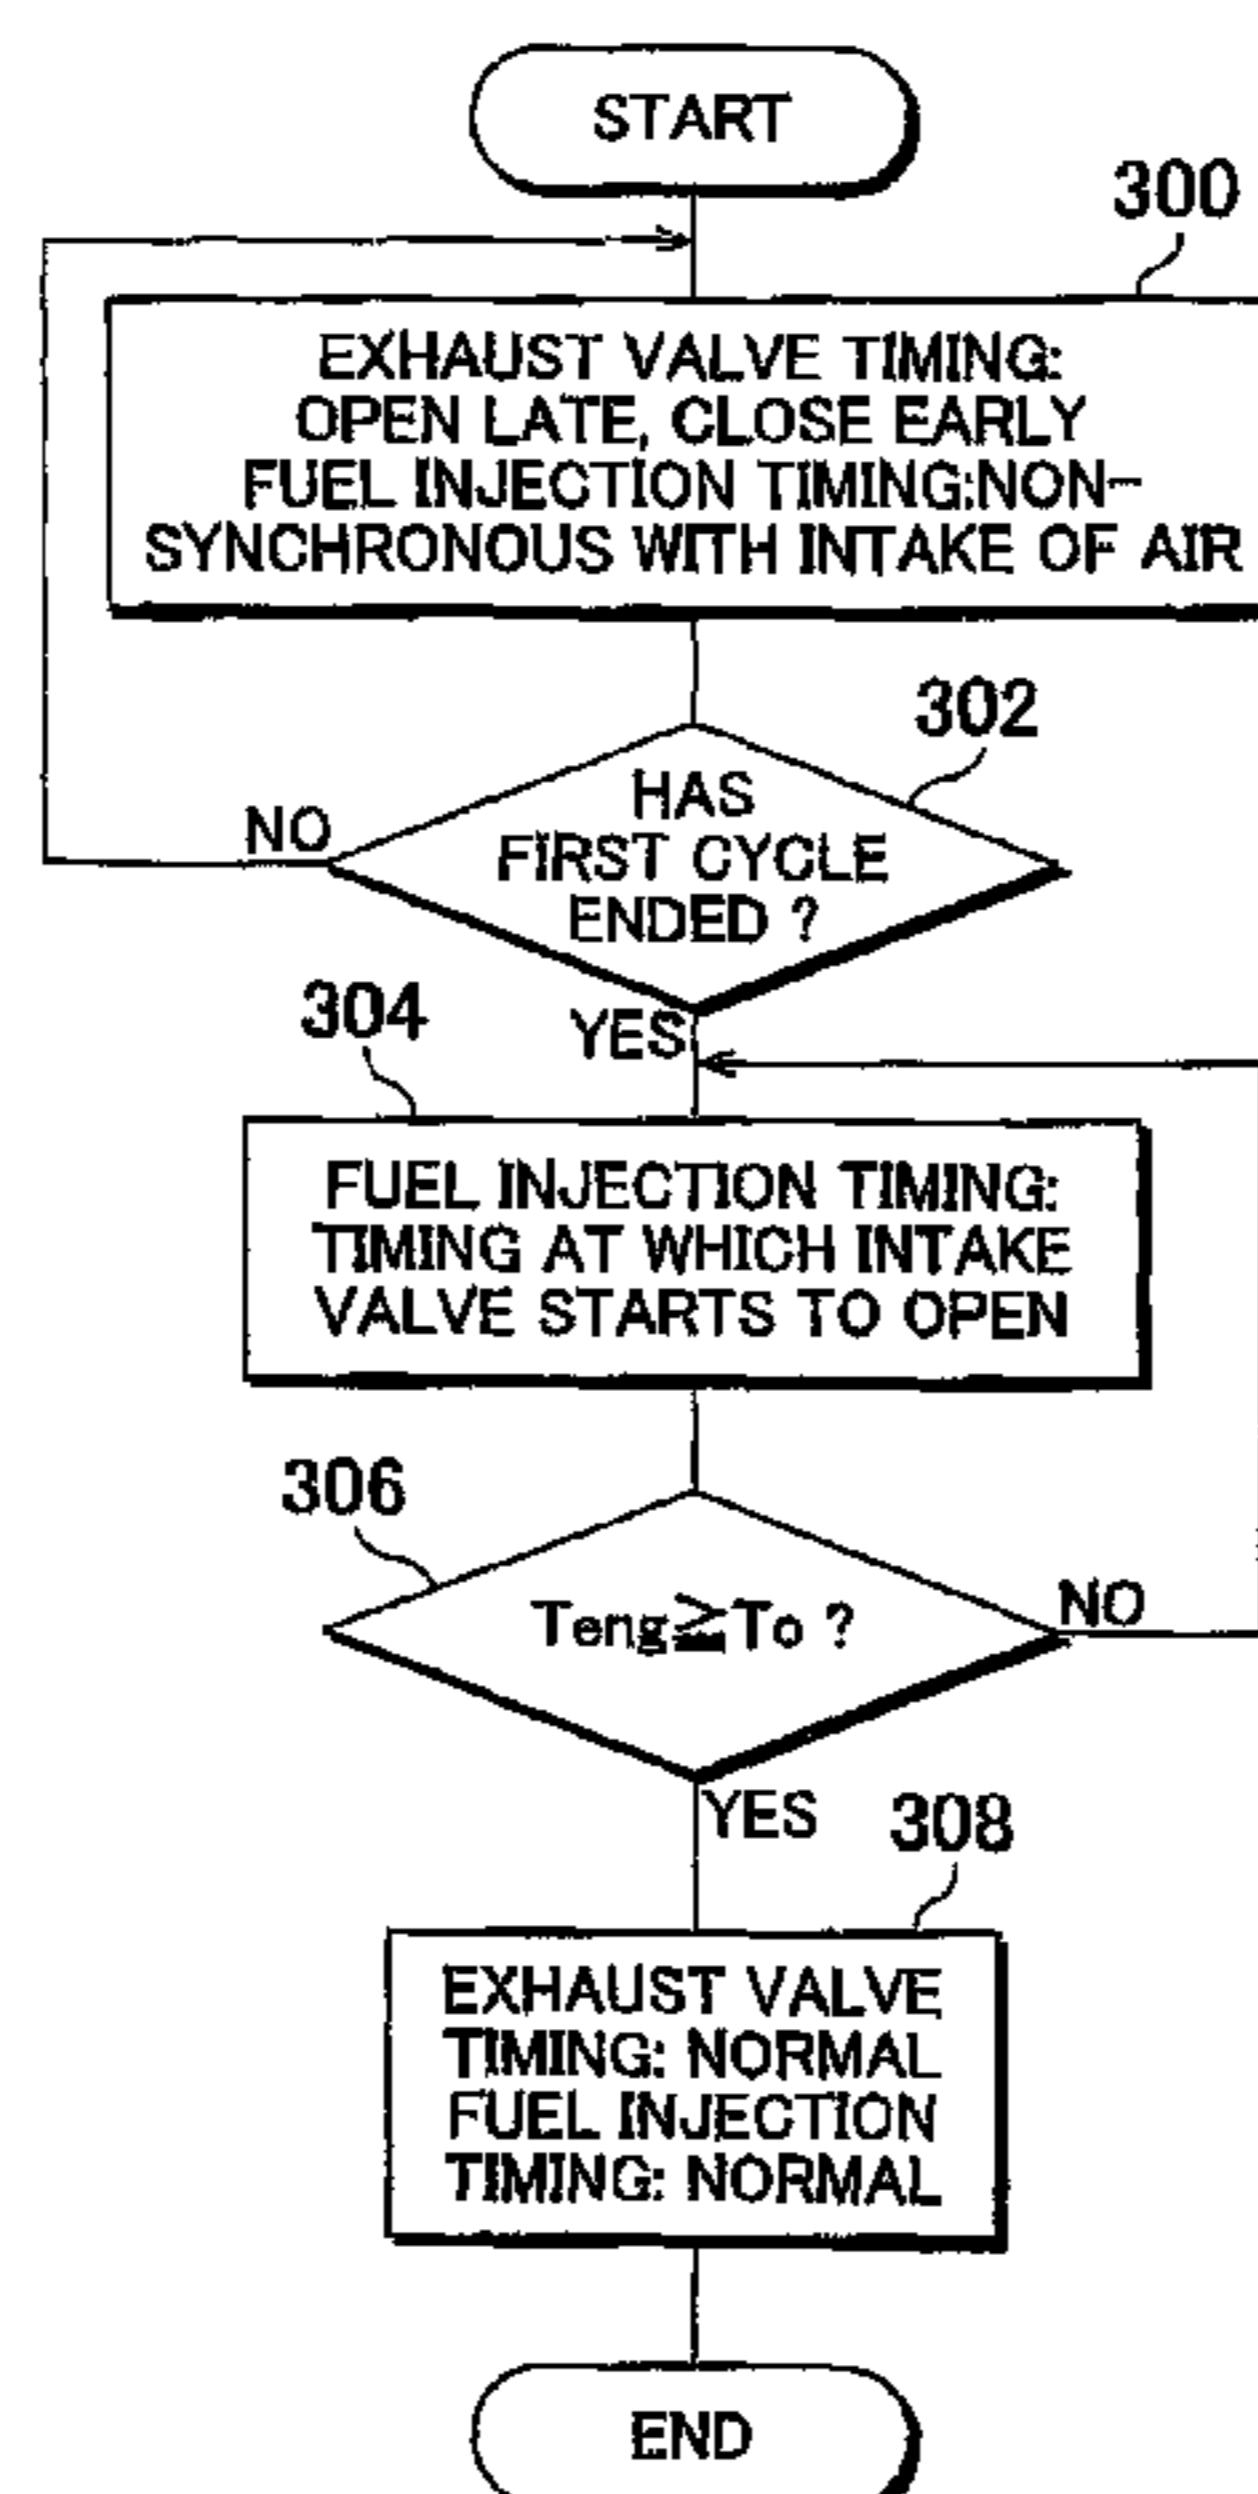 START
300
EXHAUST VALVE TIMING:
OPEN LATE, CLOSE EARLY
FUEL INJECTION TIMING:NON-
SYNCHRONOUS WITH INTAKE OF AIR
302
HAS
FIRST CYCLE
ENDED ?
NO
YES
304
FUEL INJECTION TIMING:
TIMING AT WHICH INTAKE
VALVE STARTS TO OPEN
306
Teng≧To ?
NO
YES
308
EXHAUST VALVE
TIMING: NORMAL
FUEL INJECTION
TIMING: NORMAL
END